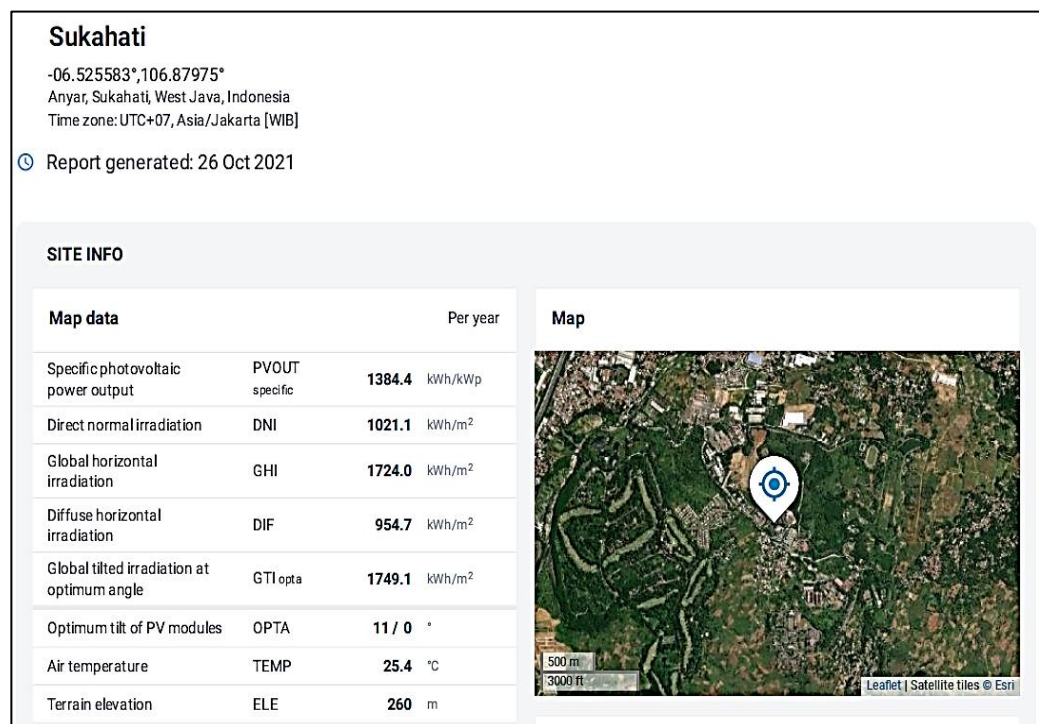 Sukahati
-06.525583°,106.87975°
Anyar, Sukahati, West Java, Indonesia
Time zone: UTC+07, Asia/Jakarta [WIB]
Report generated: 26 Oct 2021
SITE INFO
Map data Per year
Specific photovoltaic power output PVOUT specific 1384.4 kWh/kWp
Direct normal irradiation DNI 1021.1 kWh/m²
Global horizontal irradiation GHI 1724.0 kWh/m²
Diffuse horizontal irradiation DIF 954.7 kWh/m²
Global tilted irradiation at optimum angle GTI opta 1749.1 kWh/m²
Optimum tilt of PV modules OPTA 11 / 0 °
Air temperature TEMP 25.4 °C
Terrain elevation ELE 260 m
Map
500 m
3000 ft
Leaflet | Satellite tiles © Esri